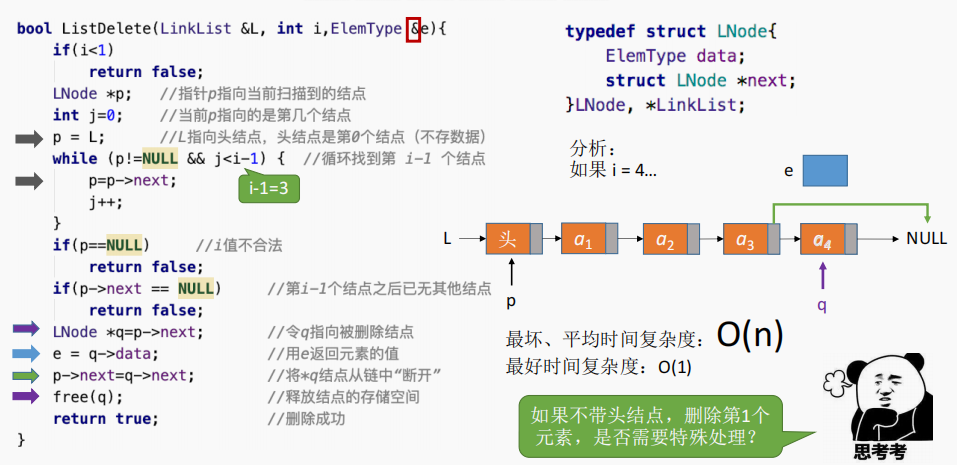 bool ListDelete(LinkList &L, int i,ElemType &e){
if(i<1)
return false;
LNode *p; //指针p指向当前扫描到的结点
int j=0; //当前p指向的是第几个结点
p = L; //L指向头结点，头结点是第0个结点（不存数据）
while (p!=NULL && j<i-1) { //循环找到第 i-1 个结点
p=p->next;
j++;
}
if(p==NULL) //i值不合法
return false;
if(p->next == NULL) //第i-1个结点之后已无其他结点
return false;
LNode *q=p->next; //令q指向被删除结点
e = q->data; //用e返回元素的值
p->next=q->next; //将*q结点从链中“断开”
free(q); //释放结点的存储空间
return true; //删除成功
}
i-1=3
typedef struct LNode{
ElemType data;
struct LNode *next;
}LNode, *LinkList;
分析：
如果 i = 4...
e
L 头 a1 a2 a3 a4 NULL
p q
最坏、平均时间复杂度：O(n)
最好时间复杂度：O(1)
如果不带头结点，删除第1个
元素，是否需要特殊处理？
思考考